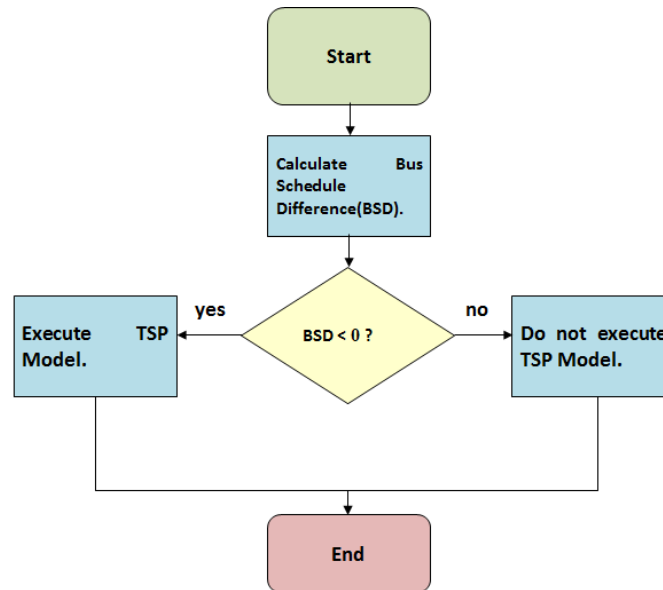 Start
Calculate Bus
Schedule
Difference(BSD).
yes
no
Execute TSP
Model.
BSD < 0 ?
Do not execute
TSP Model.
End